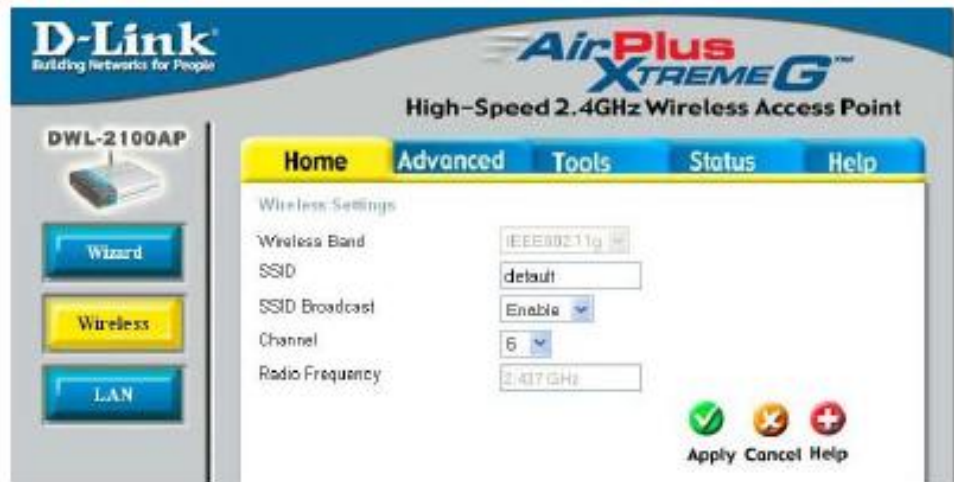 D-Link
Building Networks for People
AirPlus
XTREME G™
High-Speed 2.4GHz Wireless Access Point
DWL-2100AP
Home Advanced Tools Status Help
Wizard
Wireless
LAN
Wireless Settings
Wireless Band IEEE802.11g
SSID default
SSID Broadcast Enable
Channel 6
Radio Frequency 2.437 GHz
Apply Cancel Help